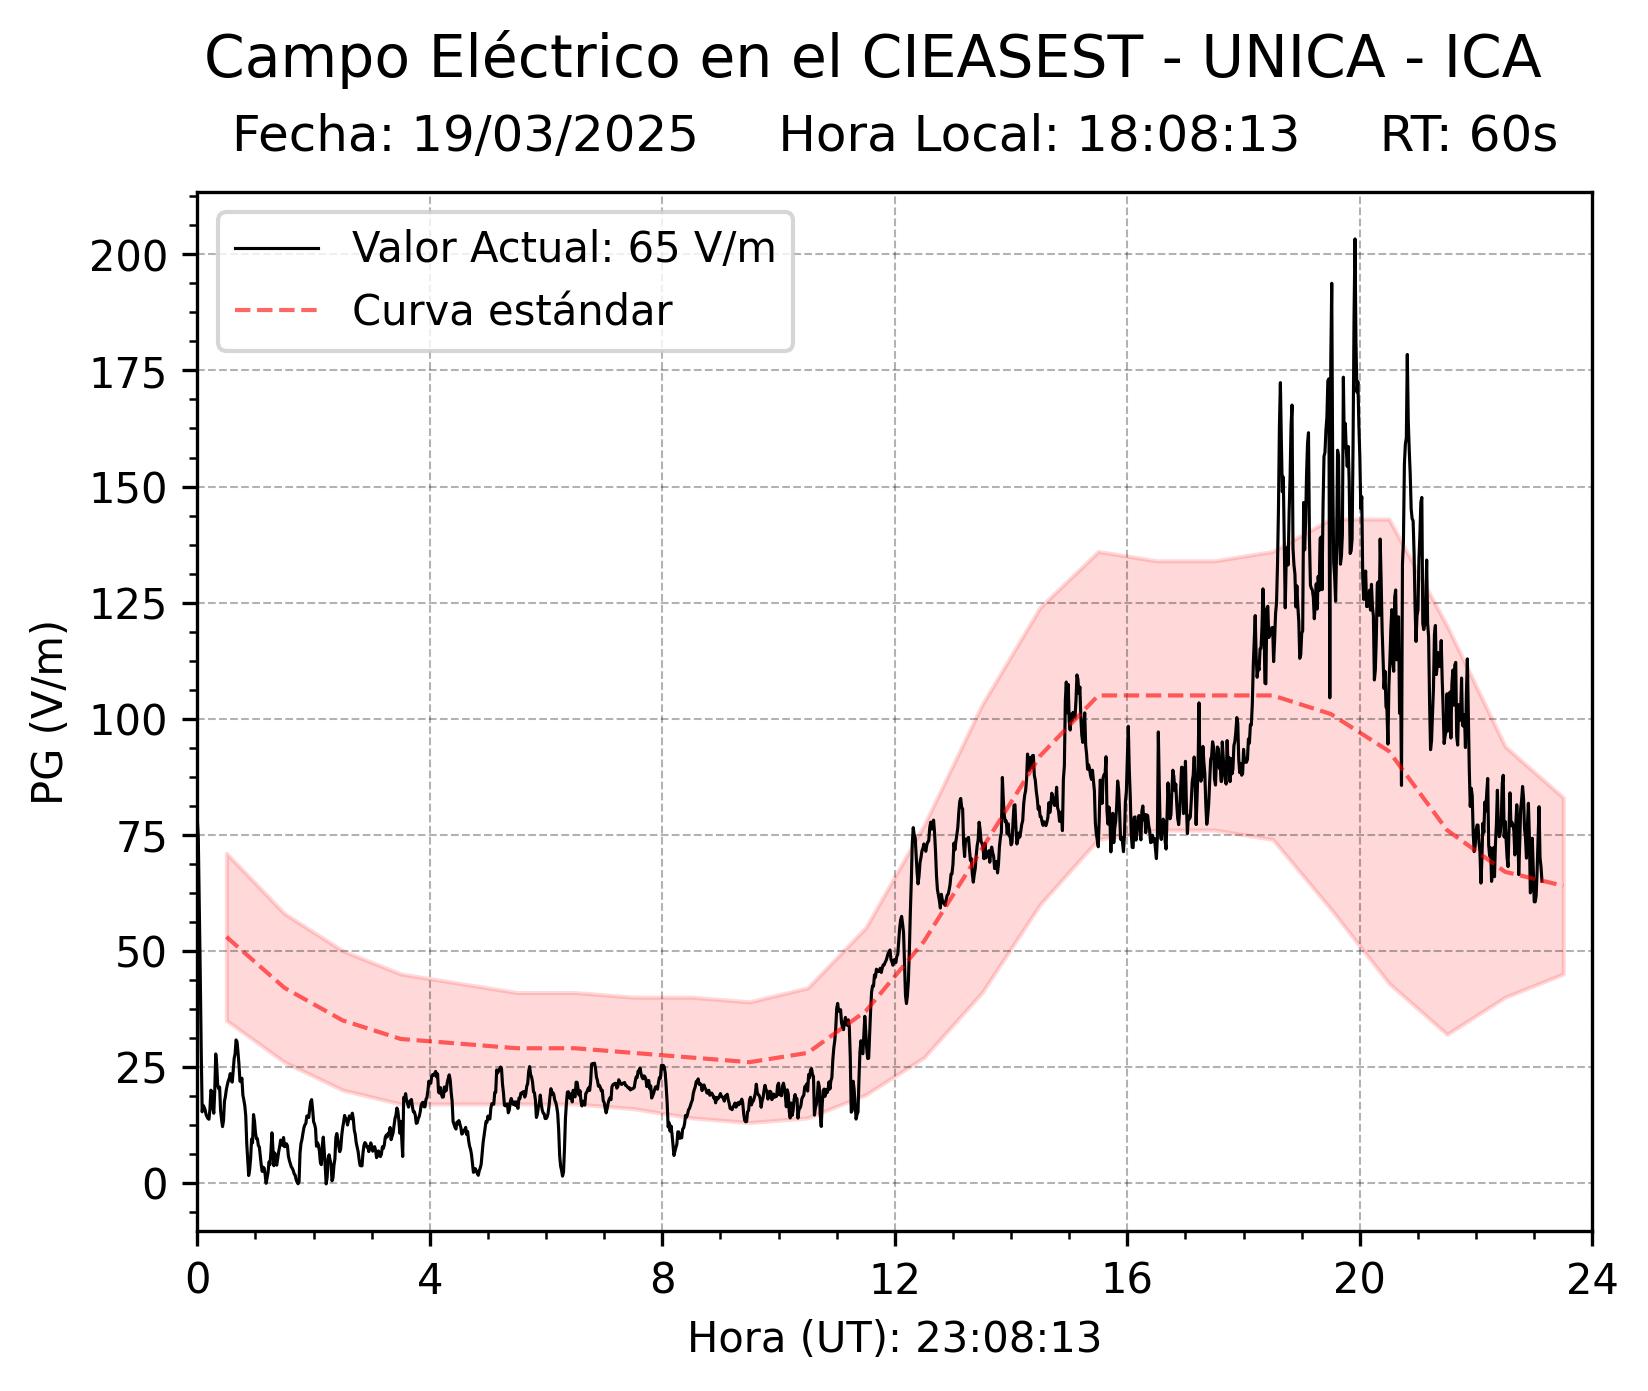 Campo Eléctrico en el CIEASEST - UNICA - ICA
Fecha: 19/03/2025 Hora Local: 18:08:13 RT: 60s
Valor Actual: 65 V/m
Curva estándar
200
175
150
125
100
75
50
25
0
PG (V/m)
0 4 8 12 16 20 24
Hora (UT): 23:08:13